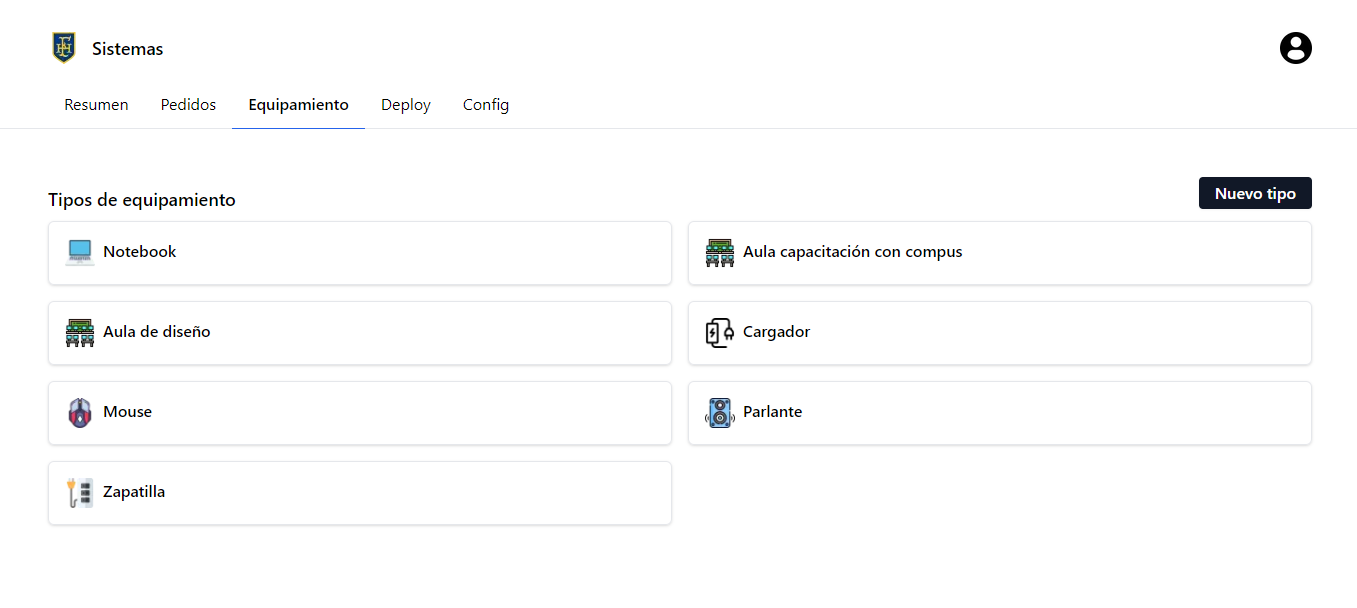 Sistemas
Resumen Pedidos Equipamiento Deploy Config
Tipos de equipamiento
Nuevo tipo
Notebook
Aula capacitación con compus
Aula de diseño
Cargador
Mouse
Parlante
Zapatilla